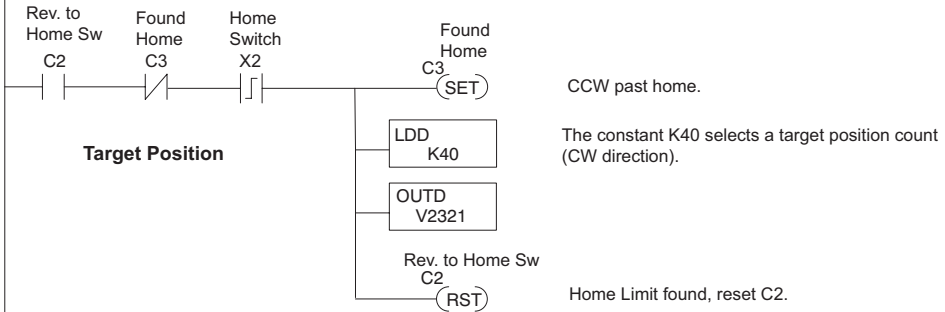 Rev. to
Home Sw
C2
Found
Home
C3
Home
Switch
X2
Found
Home
C3
SET
CCW past home.
Target Position
LDD
K40
The constant K40 selects a target position count
(CW direction).
OUTD
V2321
Rev. to Home Sw
C2
RST
Home Limit found, reset C2.